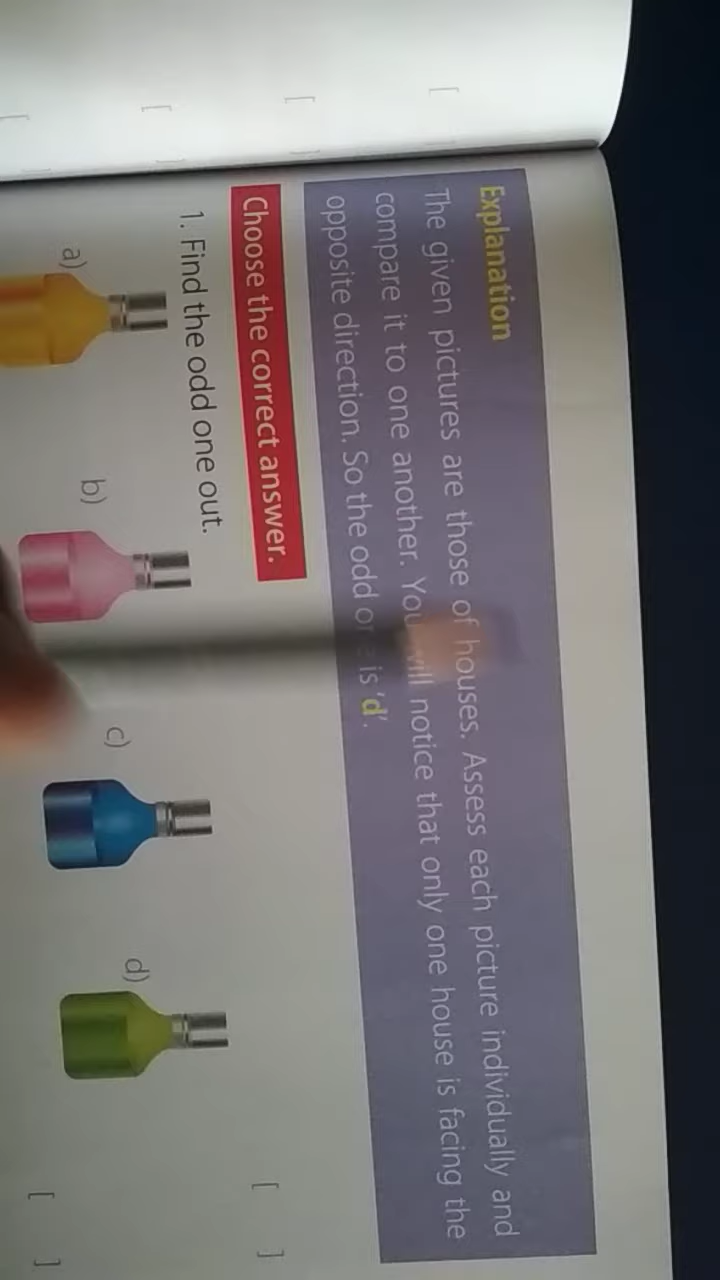 Explanation
The given pictures are those of houses. Assess each picture individually and
compare it to one another. You will notice that only one house is facing the
opposite direction. So the odd one is 'd'.
Choose the correct answer.
1. Find the odd one out.
[ ]
a) b) c) d)
[ ]